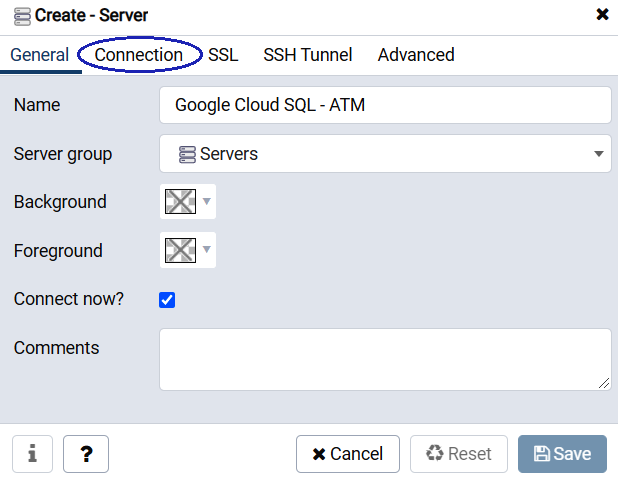 Create - Server
General Connection SSL SSH Tunnel Advanced
Name Google Cloud SQL - ATM
Server group Servers
Background
Foreground
Connect now?
Comments
i ? Cancel Reset Save